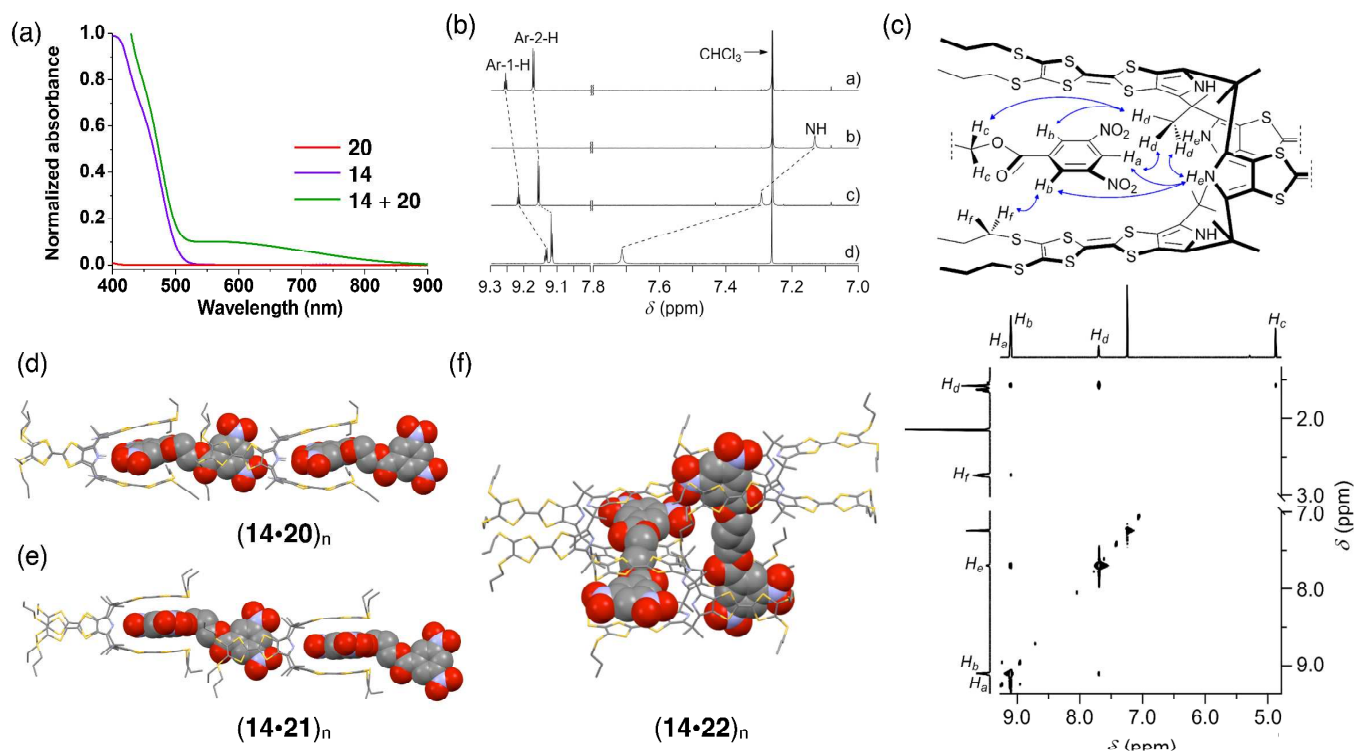 (a)
Normalized absorbance
1.0
0.8
0.6
0.4
0.2
0.0
400 500 600 700 800 900
Wavelength (nm)
20
14
14 + 20
(b)
Ar-1-H
Ar-2-H
CHCl3
NH
a)
b)
c)
d)
9.3 9.2 9.1 7.8 7.6 7.4 7.2 7.0
δ (ppm)
(c)
S S S S NH
S S S
Hd
Hd Hd
He
N
S
S
Hc
O
Hc
O
Hb
NO2
Ha
NO2
Hb
He
N
S
S
Hf Hf
S S S S NH
S S S
Ha
Hb
Hd
Hc
Hd
Hf
He
Hb
Ha
2.0
3.0
7.0
8.0
9.0
δ (ppm)
9.0 8.0 7.0 6.0 5.0
δ (ppm)
(d)
(14•20)n
(e)
(14•21)n
(f)
(14•22)n